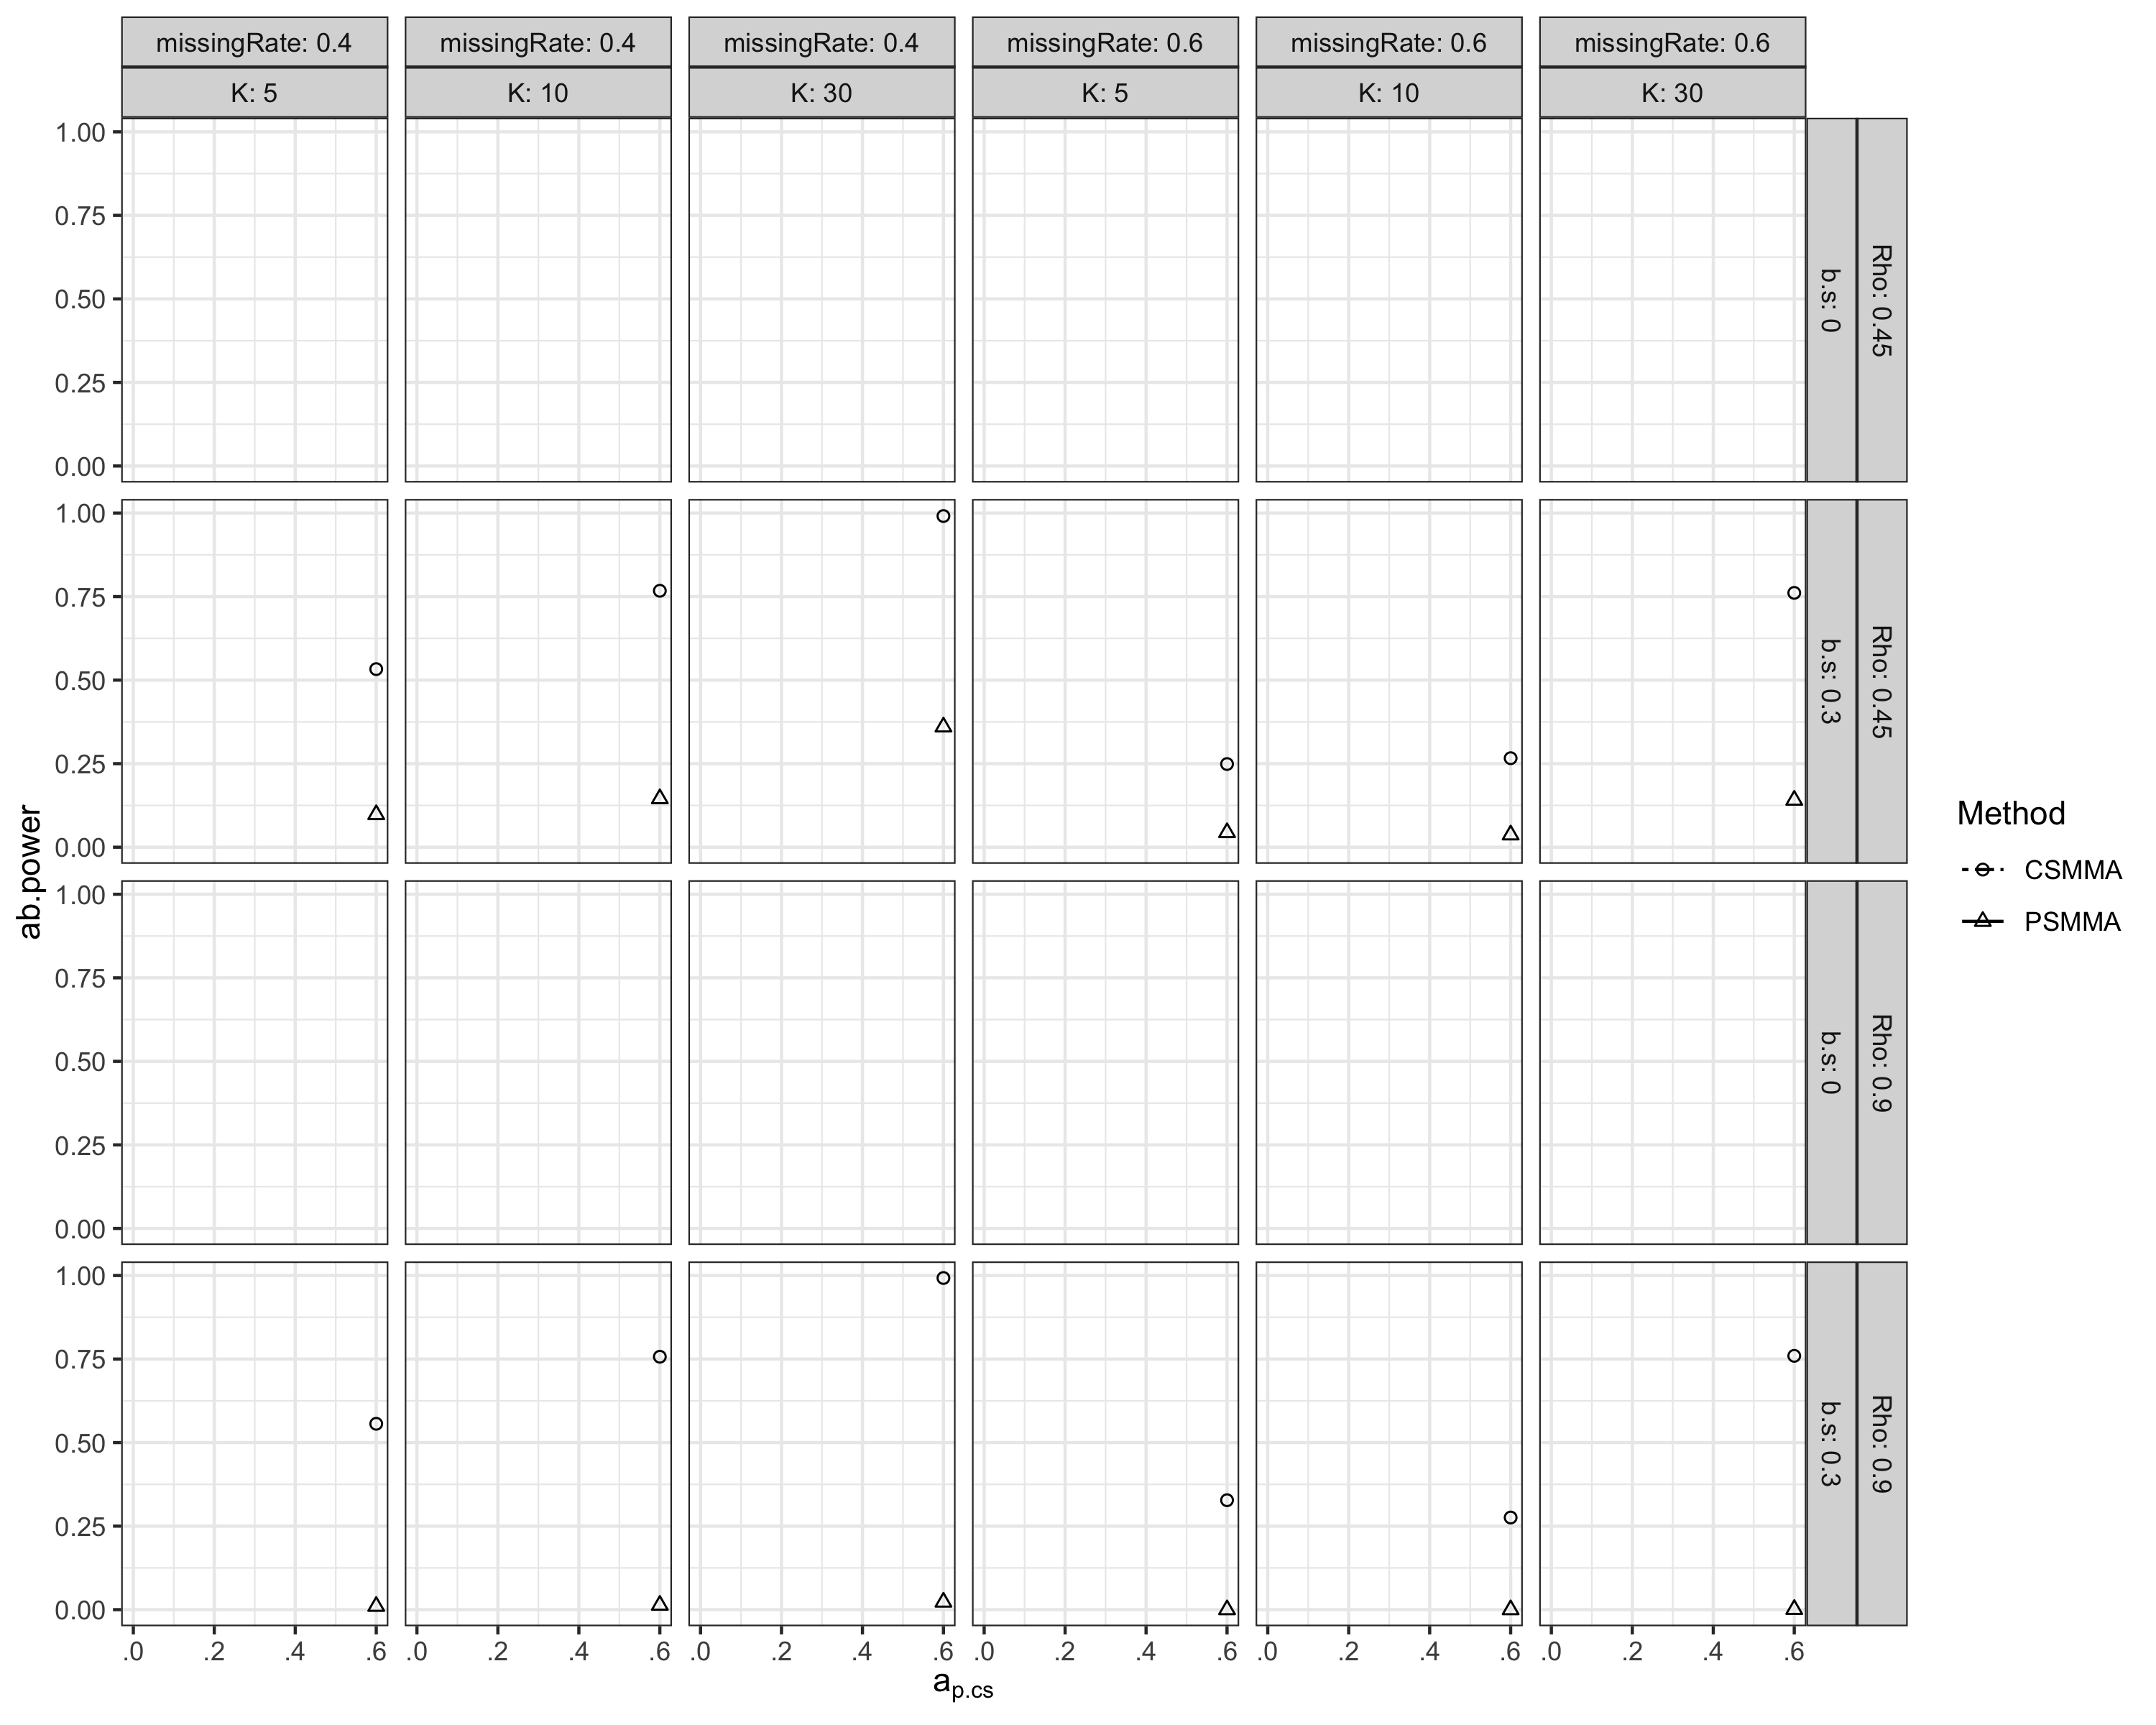 missingRate: 0.4 missingRate: 0.4 missingRate: 0.4 missingRate: 0.6 missingRate: 0.6 missingRate: 0.6
K: 5 K: 10 K: 30 K: 5 K: 10 K: 30
1.00
0.75
0.50
0.25
0.00
b.s: 0
Rho: 0.45
1.00
0.75
0.50
0.25
0.00
b.s: 0.3
Rho: 0.45
1.00
0.75
0.50
0.25
0.00
b.s: 0
Rho: 0.9
1.00
0.75
0.50
0.25
0.00
b.s: 0.3
Rho: 0.9
.0 .2 .4 .6 .0 .2 .4 .6 .0 .2 .4 .6 .0 .2 .4 .6 .0 .2 .4 .6 .0 .2 .4 .6
ap.cs
ab.power
Method
CSMMA
PSMMA